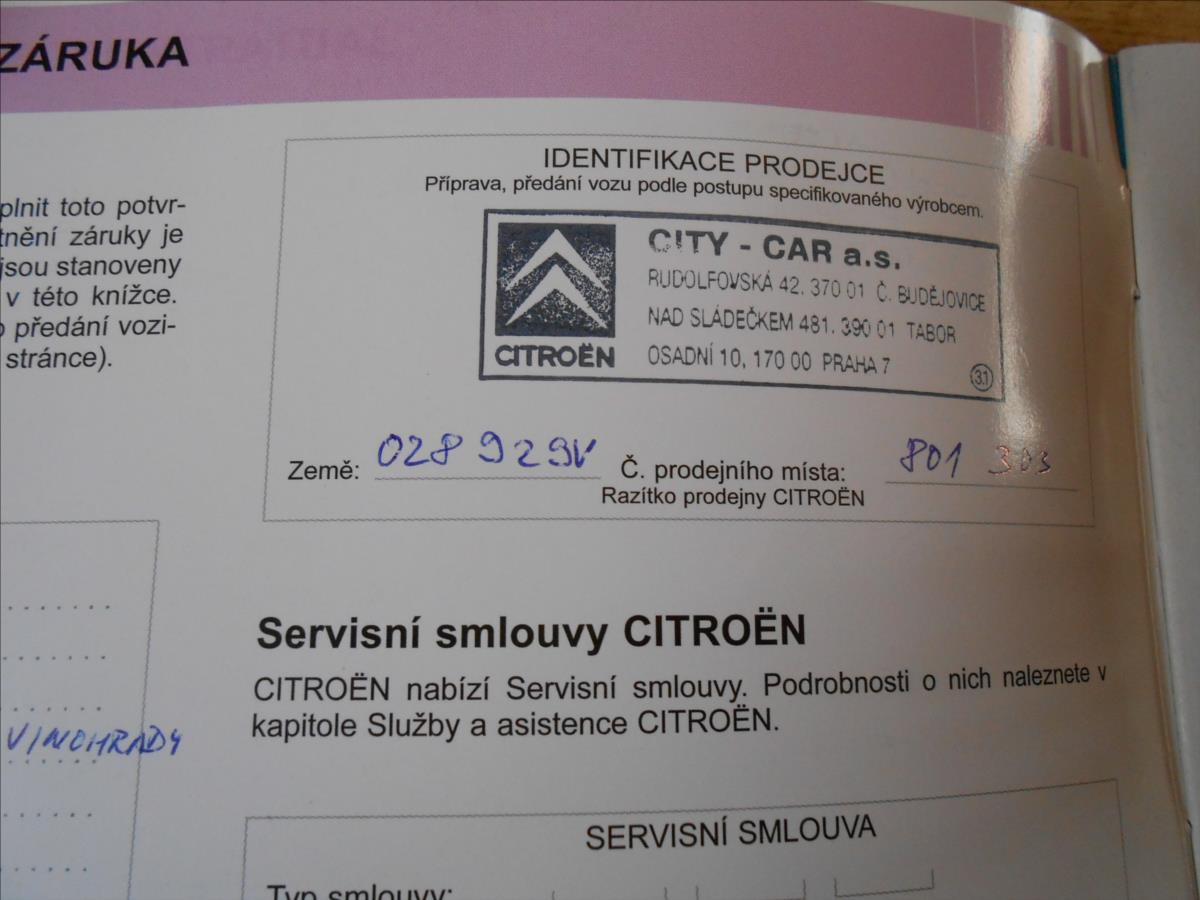 ZÁRUKA
plnit toto potvr-
tnění záruky je
jsou stanoveny
v této knížce.
o předání vozi-
stránce).
IDENTIFIKACE PRODEJCE
Příprava, předání vozu podle postupu specifikovaného výrobcem.
CITROËN
CITY - CAR a.s.
RUDOLFOVSKÁ 42. 370 01 Č. BUDĚJOVICE
NAD SLÁDEČKEM 481. 390 01 TABOR
OSADNÍ 10, 170 00 PRAHA 7
31
Země: 028 929V Č. prodejního místa: 801 303
Razítko prodejny CITROËN
VINOHRADY
Servisní smlouvy CITROËN
CITROËN nabízí Servisní smlouvy. Podrobnosti o nich naleznete v
kapitole Služby a asistence CITROËN.
SERVISNÍ SMLOUVA
Typ smlouvy: